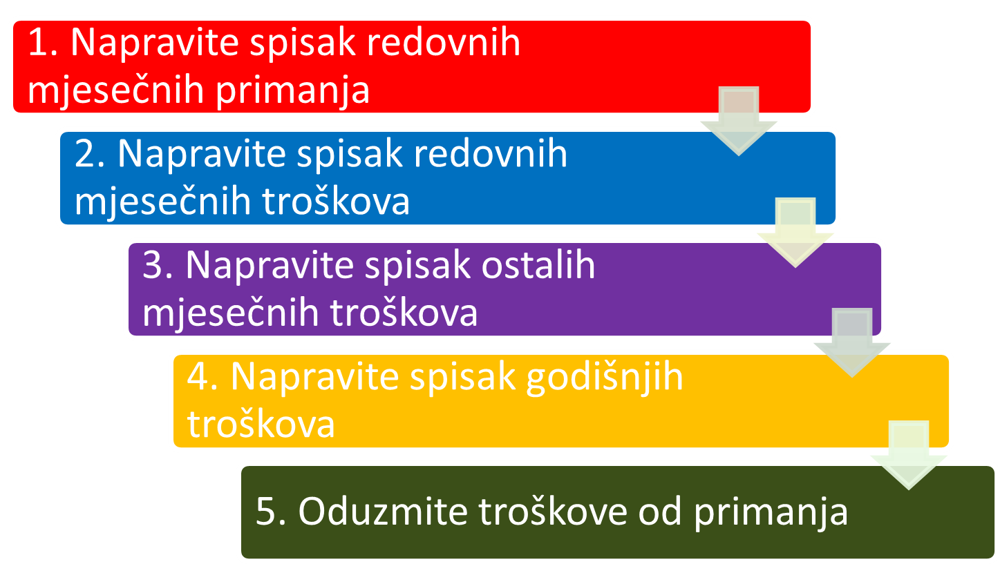 1. Napravite spisak redovnih
mjesečnih primanja
2. Napravite spisak redovnih
mjesečnih troškova
3. Napravite spisak ostalih
mjesečnih troškova
4. Napravite spisak godišnjih
troškova
5. Oduzmite troškove od primanja